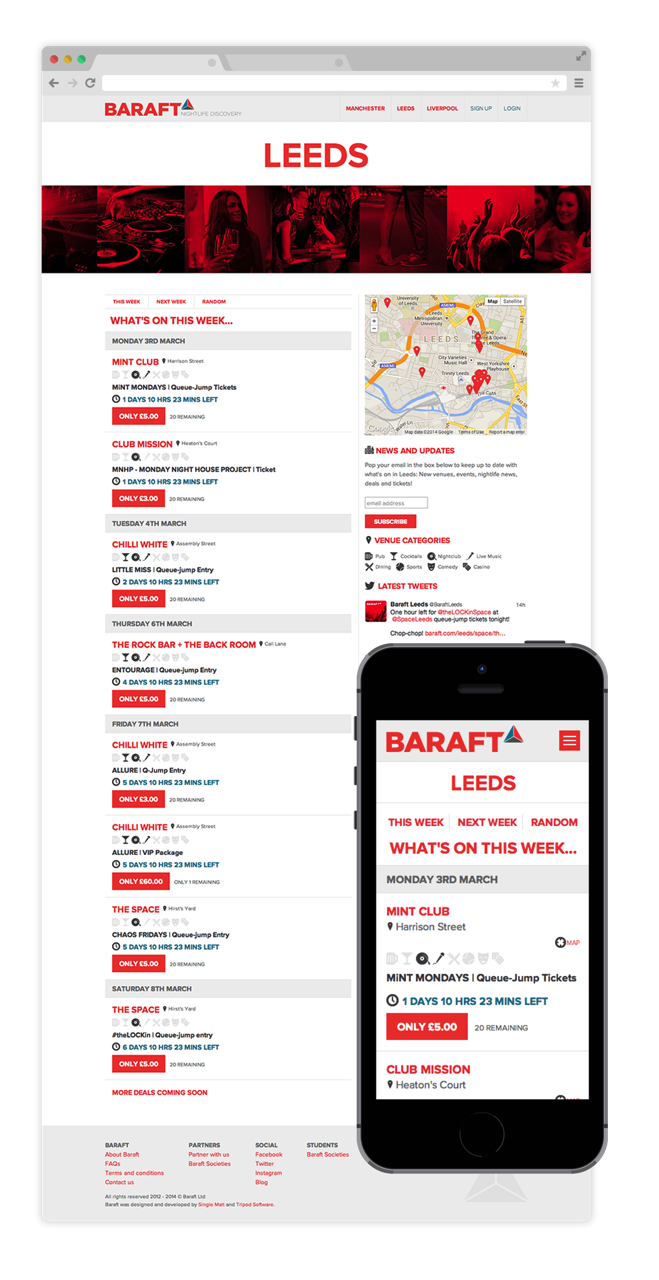 BARAFT NIGHTLIFE DISCOVERY
MANCHESTER LEEDS LIVERPOOL SIGN UP LOGIN
LEEDS
THIS WEEK NEXT WEEK RANDOM
WHAT'S ON THIS WEEK...
MONDAY 3RD MARCH
MINT CLUB Harrison Street
MiNT MONDAYS | Queue-Jump Tickets
1 DAYS 10 HRS 23 MINS LEFT
ONLY £5.00 20 REMAINING
CLUB MISSION Heaton's Court
MNHP - MONDAY NIGHT HOUSE PROJECT | Ticket
1 DAYS 10 HRS 23 MINS LEFT
ONLY £3.00 20 REMAINING
TUESDAY 4TH MARCH
CHILLI WHITE Assembly Street
LITTLE MISS | Queue-jump Entry
2 DAYS 10 HRS 23 MINS LEFT
ONLY £5.00 20 REMAINING
THURSDAY 6TH MARCH
THE ROCK BAR + THE BACK ROOM Call Lane
ENTOURAGE | Queue-jump Entry
4 DAYS 10 HRS 23 MINS LEFT
ONLY £5.00 20 REMAINING
FRIDAY 7TH MARCH
CHILLI WHITE Assembly Street
ALLURE | Q-Jump Entry
5 DAYS 10 HRS 23 MINS LEFT
ONLY £3.00 20 REMAINING
CHILLI WHITE Assembly Street
ALLURE | VIP Package
5 DAYS 10 HRS 23 MINS LEFT
ONLY £60.00 ONLY 1 REMAINING
THE SPACE Hirst's Yard
CHAOS FRIDAYS | Queue-jump Entry
5 DAYS 10 HRS 23 MINS LEFT
ONLY £5.00 20 REMAINING
SATURDAY 8TH MARCH
THE SPACE Hirst's Yard
#theLOCKin | Queue-jump entry
6 DAYS 10 HRS 23 MINS LEFT
ONLY £5.00 20 REMAINING
MORE DEALS COMING SOON
University
of Leeds
Map Satellite
Leeds
Metropolitan
University
The Grand
Theatre & Opera
House Leeds
LEEDS
City Varieties
Music Hall
West Yorkshire
Playhouse
Trinity Leeds
Google Map data ©2014 Google Terms of Use Report a map error
NEWS AND UPDATES
Pop your email in the box below to keep up to date with
what's on in Leeds: New venues, events, nightlife news,
deals and tickets!
email address
SUBSCRIBE
VENUE CATEGORIES
Pub Cocktails Nightclub Live Music
Dining Sports Comedy Casino
LATEST TWEETS
Baraft Leeds @BaraftLeeds 14h
One hour left for @theLOCKinSpace at
@SpaceLeeds queue-jump tickets tonight!
Chop-chop! baraft.com/leeds/space/th...
BARAFT
LEEDS
THIS WEEK NEXT WEEK RANDOM
WHAT'S ON THIS WEEK...
MONDAY 3RD MARCH
MINT CLUB
Harrison Street
MAP
MiNT MONDAYS | Queue-Jump Tickets
1 DAYS 10 HRS 23 MINS LEFT
ONLY £5.00 20 REMAINING
CLUB MISSION
Heaton's Court
BARAFT PARTNERS SOCIAL STUDENTS
About Baraft Partner with us Facebook Baraft Societies
FAQs Baraft Societies Twitter
Terms and conditions Instagram
Contact us Blog
All rights reserved 2012 - 2014 © Baraft Ltd
Baraft was designed and developed by Single Malt and Tripod Software.